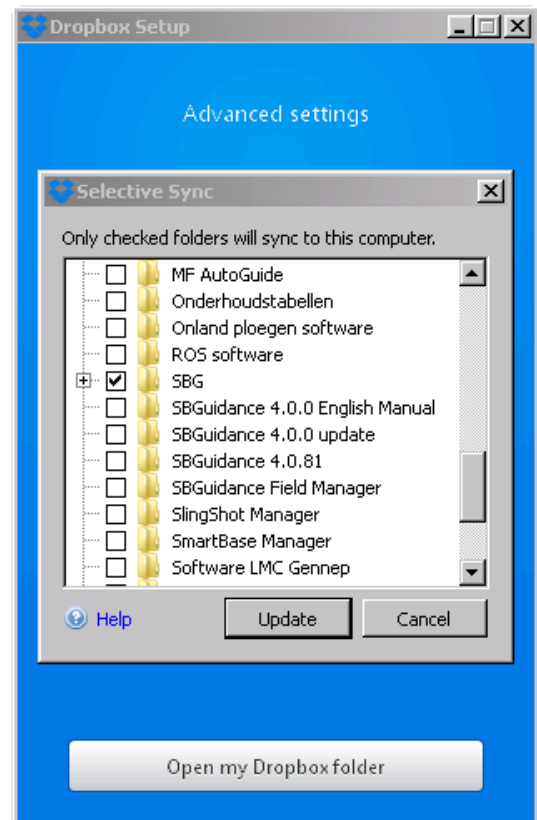 Dropbox Setup
Advanced settings
Selective Sync
Only checked folders will sync to this computer.
MF AutoGuide
Onderhoudstabellen
Onland ploegen software
ROS software
SBG
SBGuidance 4.0.0 English Manual
SBGuidance 4.0.0 update
SBGuidance 4.0.81
SBGuidance Field Manager
SlingShot Manager
SmartBase Manager
Software LMC Gennep
Help
Update
Cancel
Open my Dropbox folder